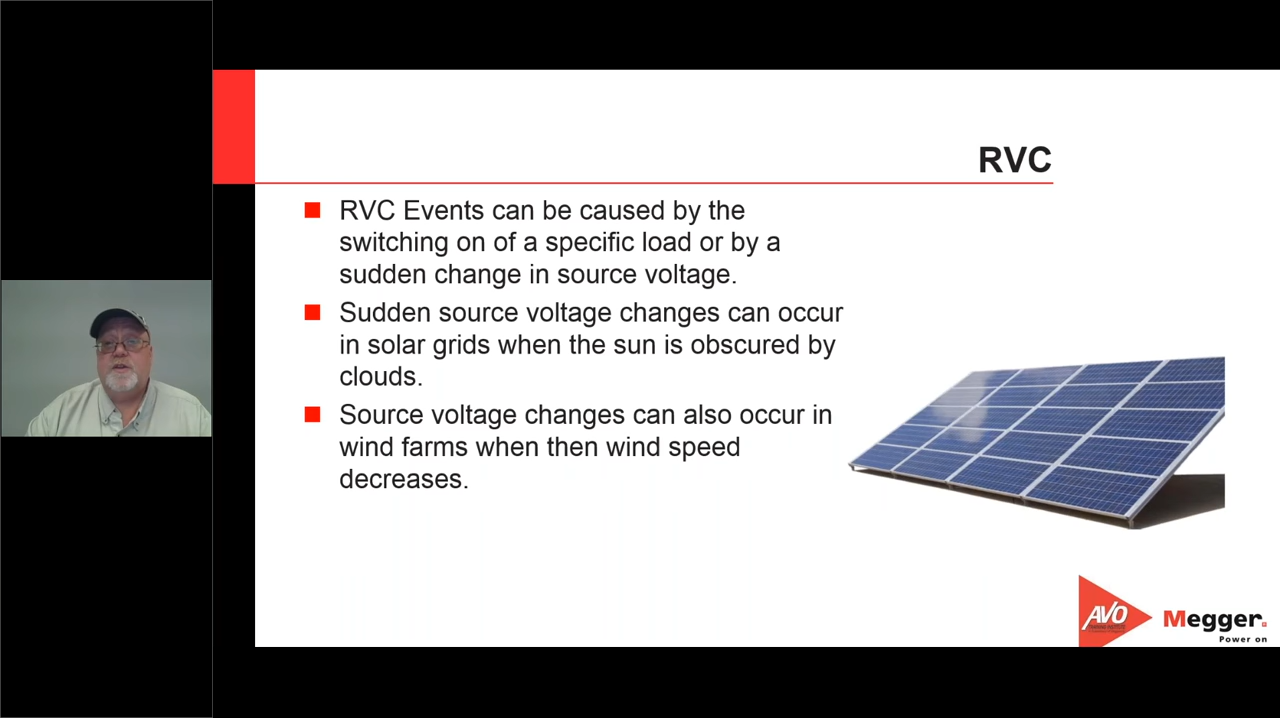 RVC
RVC Events can be caused by the
switching on of a specific load or by a
sudden change in source voltage.
Sudden source voltage changes can occur
in solar grids when the sun is obscured by
clouds.
Source voltage changes can also occur in
wind farms when then wind speed
decreases.
AVO
Megger.
Power on